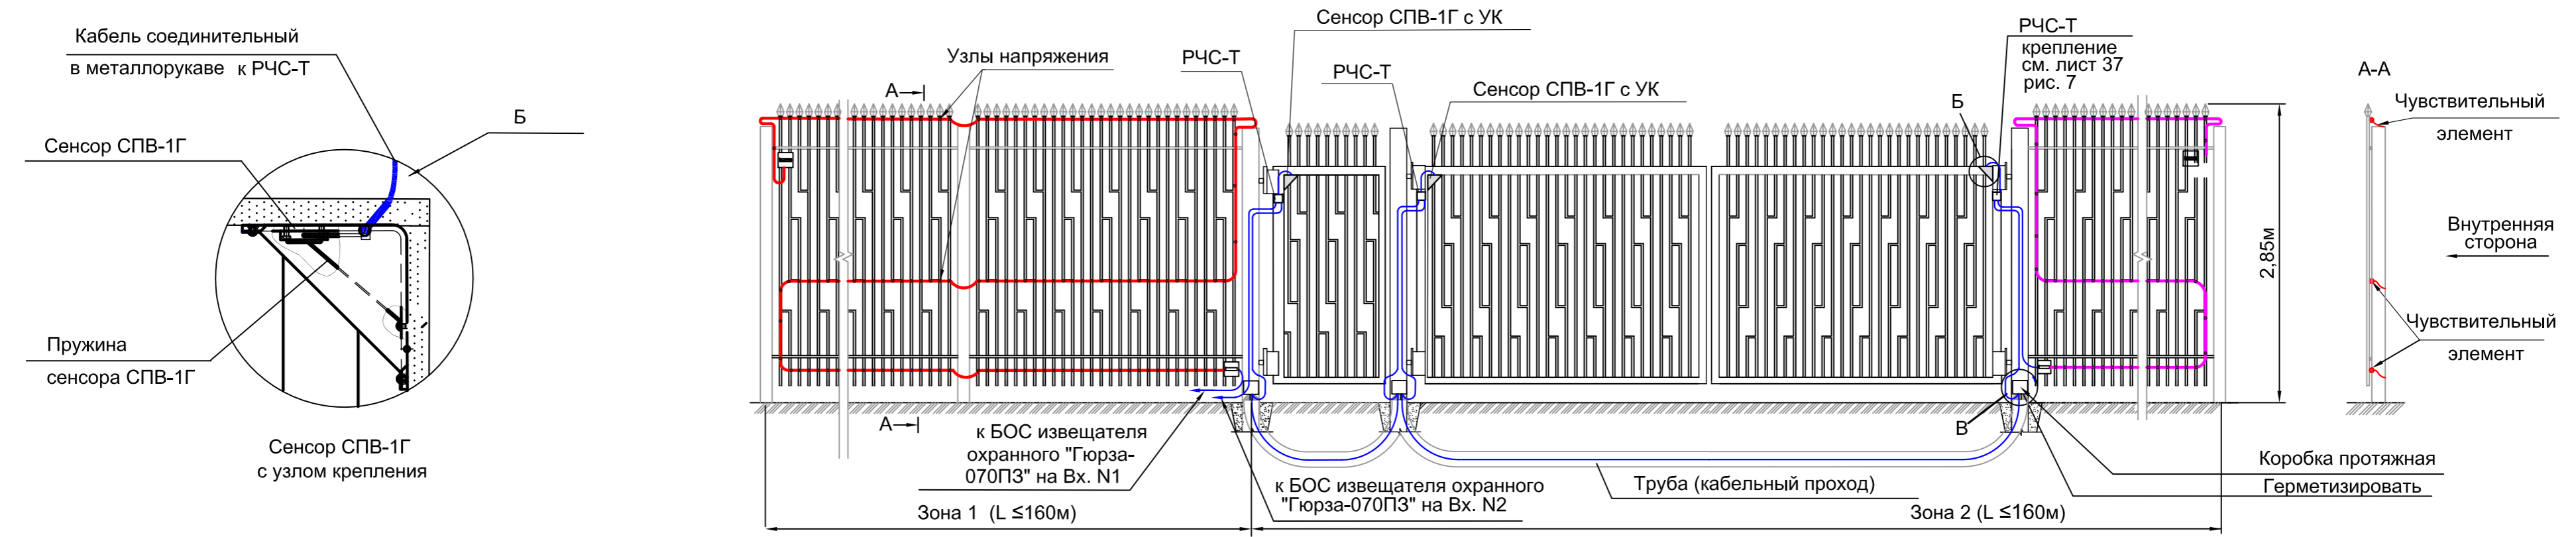 Кабель соединительный
в металлорукаве к РЧС-Т
Б
Сенсор СПВ-1Г
Пружина
сенсора СПВ-1Г
Сенсор СПВ-1Г
с узлом крепления
Сенсор СПВ-1Г с УК
Узлы напряжения
РЧС-Т
РЧС-Т
Сенсор СПВ-1Г с УК
РЧС-Т
крепление
см. лист 37
рис. 7
А
Б
А
В
2,85м
А-А
Чувствительный
элемент
Внутренняя
сторона
Чувствительный
элемент
к БОС извещателя
охранного "Гюрза-
070ПЗ" на Вх. N1
к БОС извещателя охранного
"Гюрза-070ПЗ" на Вх. N2
Труба (кабельный проход)
Коробка протяжная
Герметизировать
Зона 1 (L ≤160м)
Зона 2 (L ≤160м)